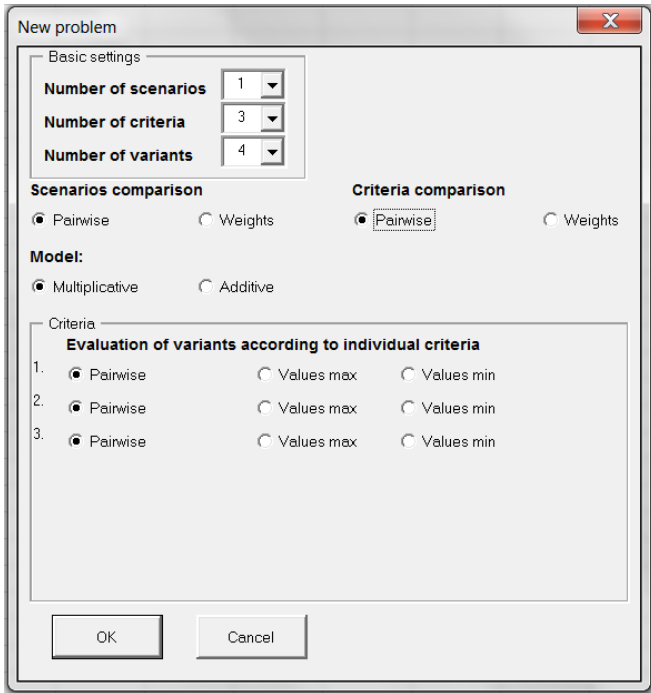 New problem
X
Basic settings
Number of scenarios 1
Number of criteria 3
Number of variants 4
Scenarios comparison Criteria comparison
Pairwise Weights Pairwise Weights
Model:
Multiplicative Additive
Criteria
Evaluation of variants according to individual criteria
1. Pairwise Values max Values min
2. Pairwise Values max Values min
3. Pairwise Values max Values min
OK Cancel